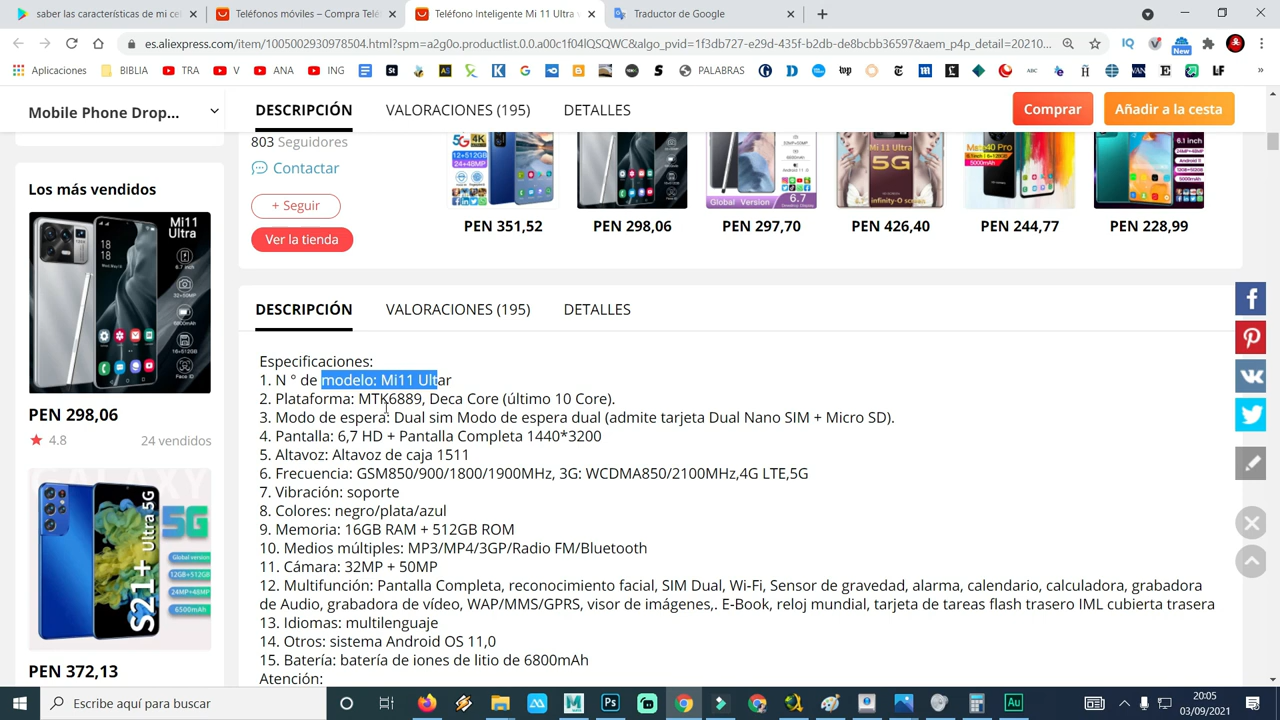 saber las características de mi cel
Teléfonos móviles – Compra Telé
Teléfono Inteligente Mi 11 Ultra
Traductor de Google
es.aliexpress.com/item/1005002930978504.html?spm=a2g0o.productlist.0.0.
Aplicaciones BIBLIA TRA V ANA ING PALABRAS
Mobile Phone Drop...
DESCRIPCIÓN VALORACIONES (195) DETALLES
Comprar Añadir a la cesta
803 Seguidores
Contactar
+ Seguir
Ver la tienda
PEN 351,52 PEN 298,06 PEN 297,70 PEN 426,40 PEN 244,77 PEN 228,99
Los más vendidos
Mi11
Ultra
PEN 298,06
4.8 24 vendidos
S21+ Ultra 5G
PEN 372,13
DESCRIPCIÓN VALORACIONES (195) DETALLES
Especificaciones:
1. N ° de modelo: Mi11 Ultar
2. Plataforma: MTK6889, Deca Core (último 10 Core).
3. Modo de espera: Dual sim Modo de espera dual (admite tarjeta Dual Nano SIM + Micro SD).
4. Pantalla: 6,7 HD + Pantalla Completa 1440*3200
5. Altavoz: Altavoz de caja 1511
6. Frecuencia: GSM850/900/1800/1900MHz, 3G: WCDMA850/2100MHz,4G LTE,5G
7. Vibración: soporte
8. Colores: negro/plata/azul
9. Memoria: 16GB RAM + 512GB ROM
10. Medios múltiples: MP3/MP4/3GP/Radio FM/Bluetooth
11. Cámara: 32MP + 50MP
12. Multifunción: Pantalla Completa, reconocimiento facial, SIM Dual, Wi-Fi, Sensor de gravedad, alarma, calendario, calculadora, grabadora
de Audio, grabadora de vídeo, WAP/MMS/GPRS, visor de imágenes,. E-Book, reloj mundial, tarjeta de tareas flash trasero IML cubierta trasera
13. Idiomas: multilenguaje
14. Otros: sistema Android OS 11,0
15. Batería: batería de iones de litio de 6800mAh
Atención:
Escribe aquí para buscar
20:05
03/09/2021